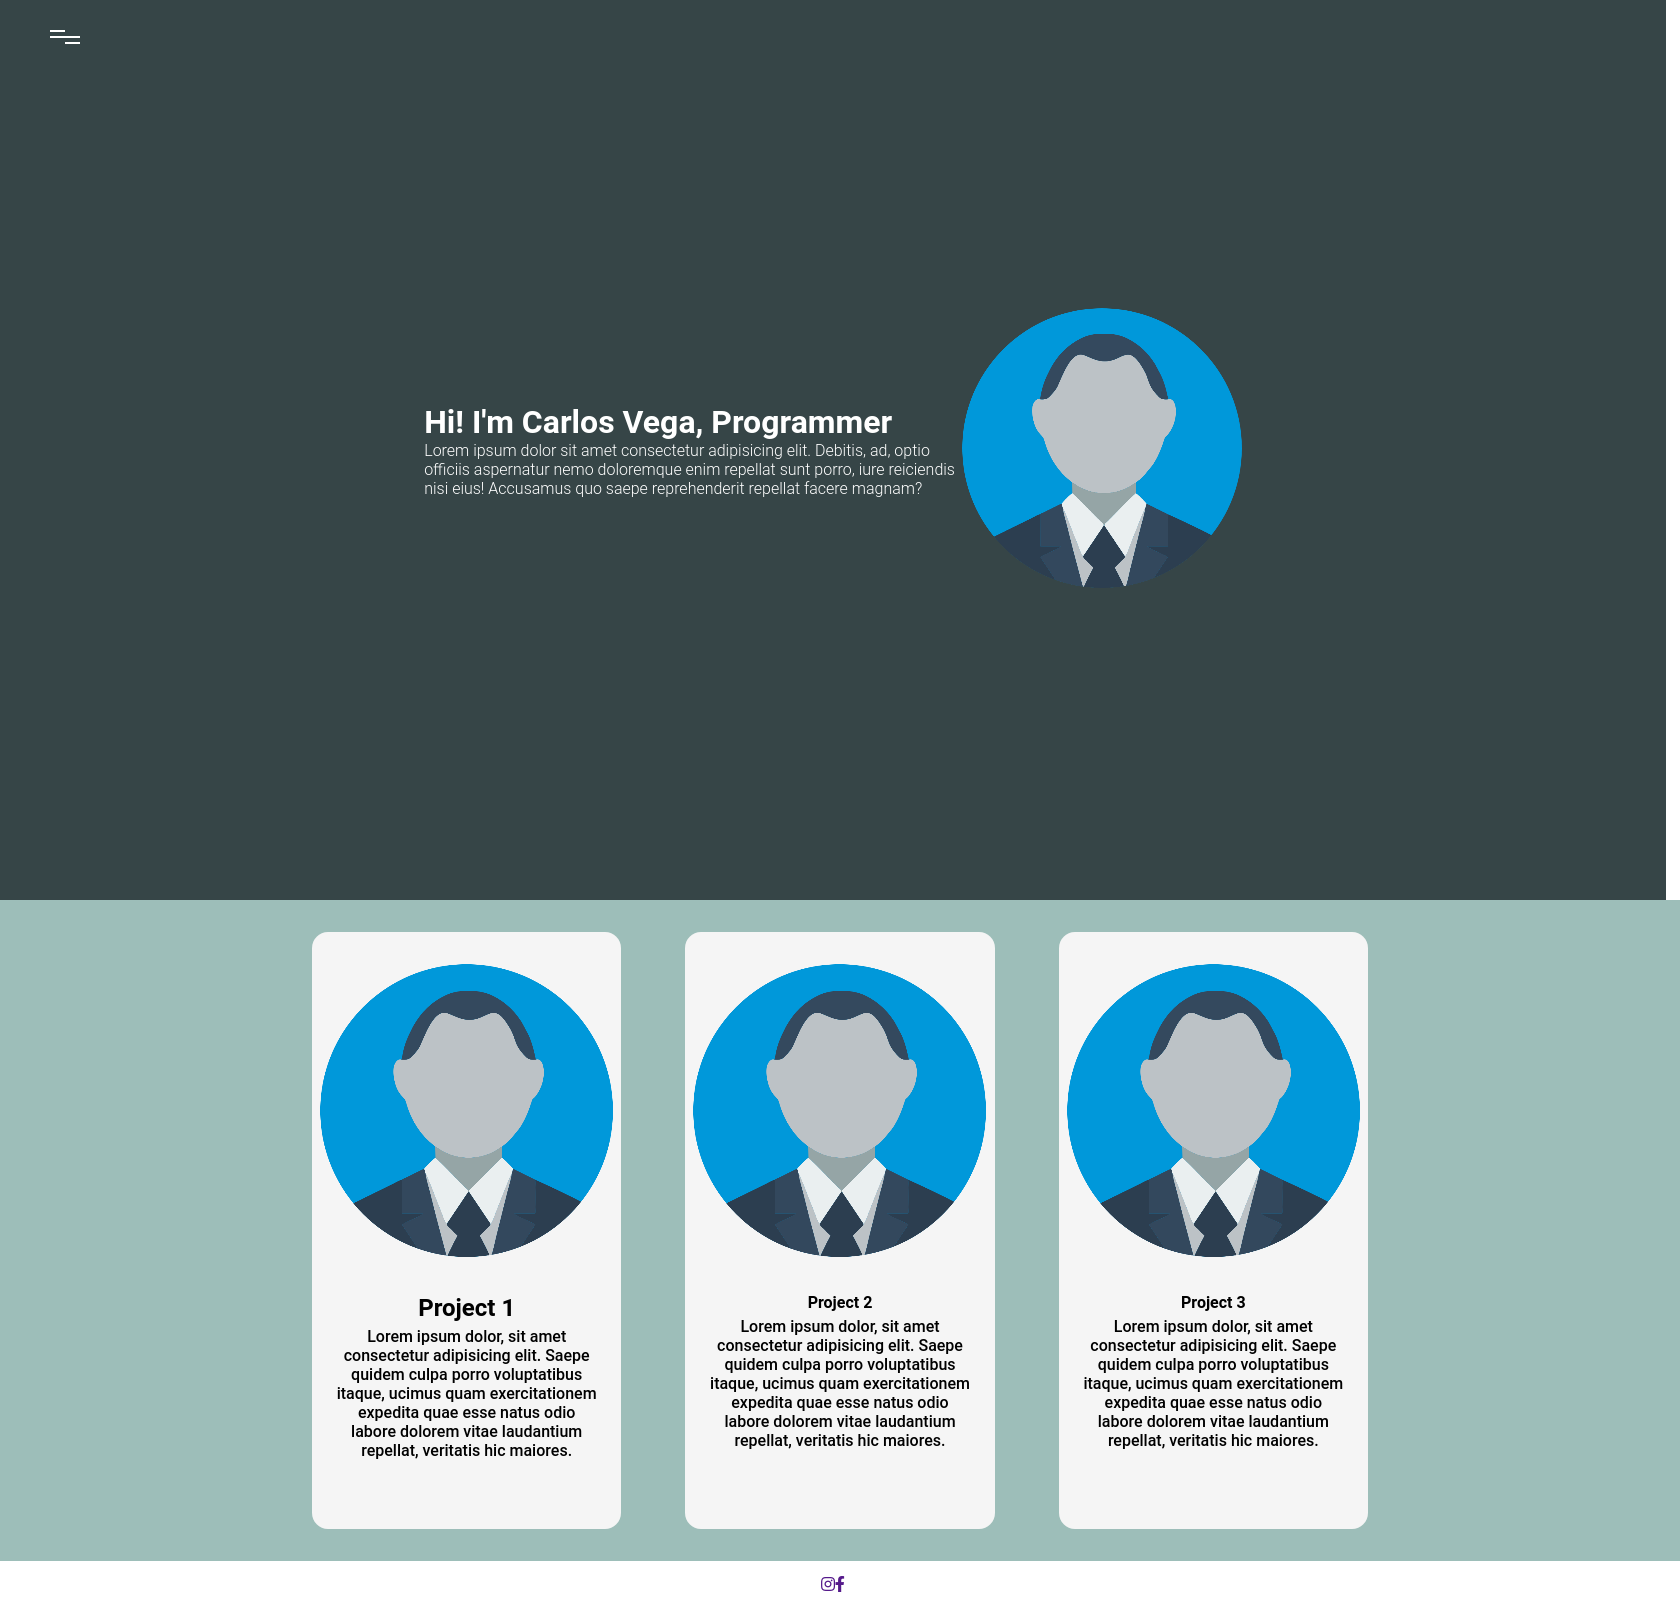 Hi! I'm Carlos Vega, Programmer
Lorem ipsum dolor sit amet consectetur adipisicing elit. Debitis, ad, optio
officiis aspernatur nemo doloremque enim repellat sunt porro, iure reiciendis
nisi eius! Accusamus quo saepe reprehenderit repellat facere magnam?
Project 1
Lorem ipsum dolor, sit amet
consectetur adipisicing elit. Saepe
quidem culpa porro voluptatibus
itaque, ucimus quam exercitationem
expedita quae esse natus odio
labore dolorem vitae laudantium
repellat, veritatis hic maiores.
Project 2
Lorem ipsum dolor, sit amet
consectetur adipisicing elit. Saepe
quidem culpa porro voluptatibus
itaque, ucimus quam exercitationem
expedita quae esse natus odio
labore dolorem vitae laudantium
repellat, veritatis hic maiores.
Project 3
Lorem ipsum dolor, sit amet
consectetur adipisicing elit. Saepe
quidem culpa porro voluptatibus
itaque, ucimus quam exercitationem
expedita quae esse natus odio
labore dolorem vitae laudantium
repellat, veritatis hic maiores.